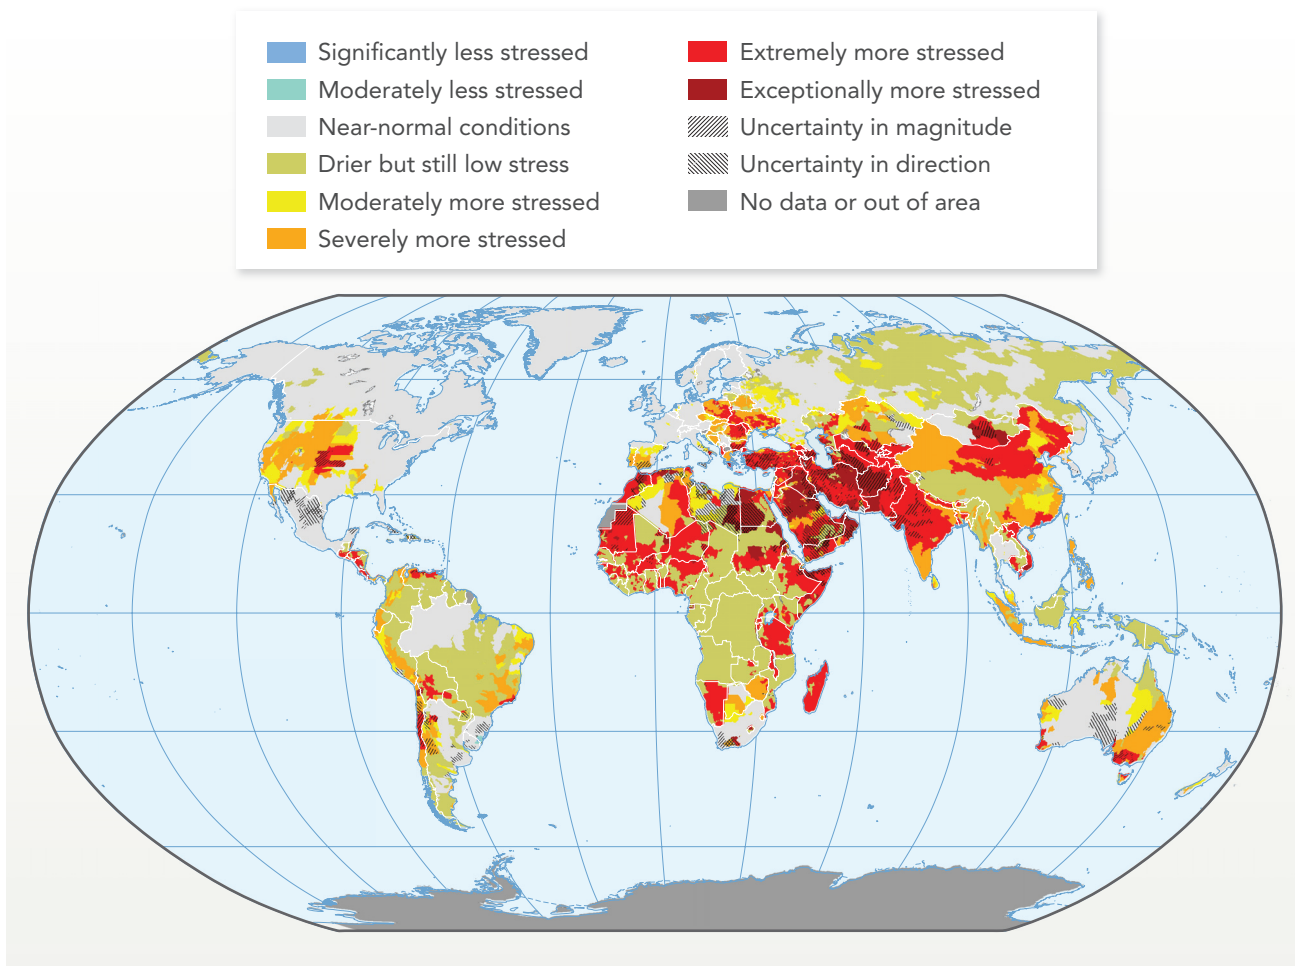 Significantly less stressed
Moderately less stressed
Near-normal conditions
Drier but still low stress
Moderately more stressed
Severely more stressed
Extremely more stressed
Exceptionally more stressed
Uncertainty in magnitude
Uncertainty in direction
No data or out of area